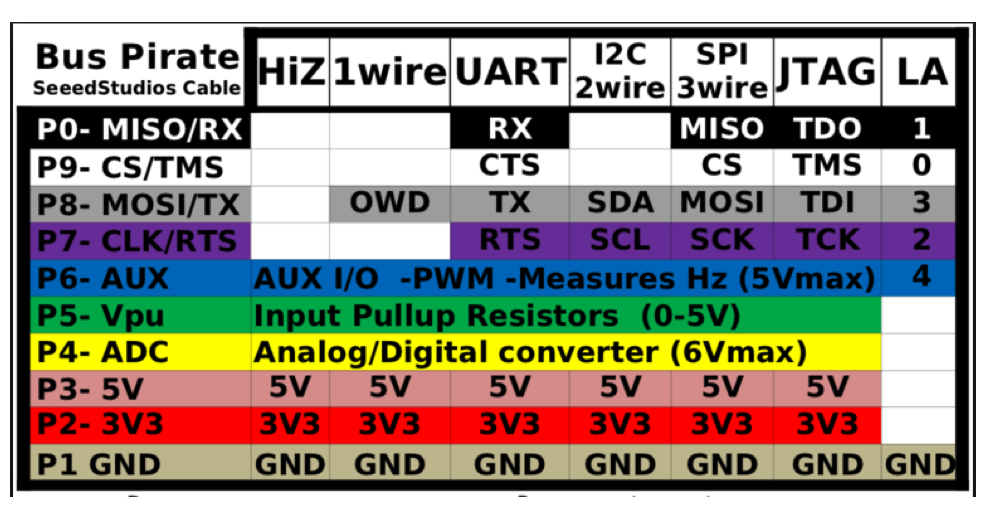 Bus Pirate
SeeedStudios Cable
HiZ 1wire UART I2C 2wire SPI 3wire JTAG LA
P0- MISO/RX RX MISO TDO 1
P9- CS/TMS CTS CS TMS 0
P8- MOSI/TX OWD TX SDA MOSI TDI 3
P7- CLK/RTS RTS SCL SCK TCK 2
P6- AUX AUX I/O -PWM -Measures Hz (5Vmax) 4
P5- Vpu Input Pullup Resistors (0-5V)
P4- ADC Analog/Digital converter (6Vmax)
P3- 5V 5V 5V 5V 5V 5V 5V
P2- 3V3 3V3 3V3 3V3 3V3 3V3 3V3
P1 GND GND GND GND GND GND GND GND